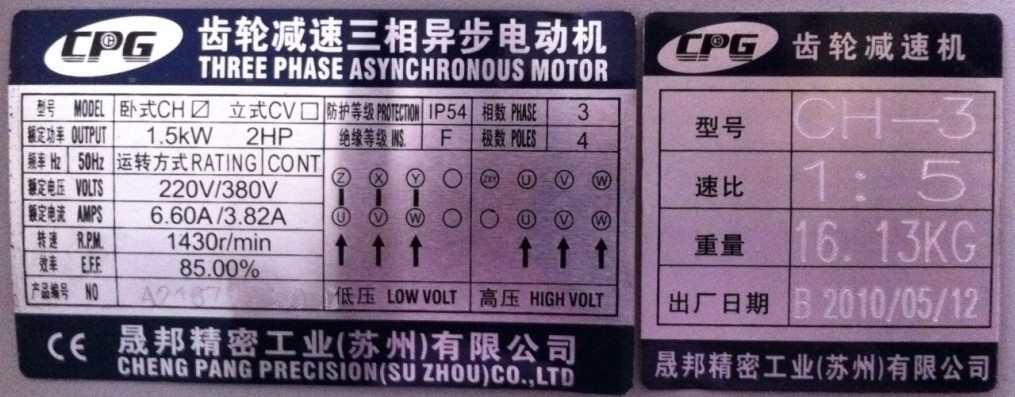 CPG 齿轮减速三相异步电动机
THREE PHASE ASYNCHRONOUS MOTOR
型号 MODEL 卧式CH☑ 立式CV☐ 防护等级 PROTECTION IP54 相数 PHASE 3
额定功率 OUTPUT 1.5kW 2HP 绝缘等级 INS. F 极数 POLES 4
频率 Hz 50Hz 运转方式 RATING CONT
额定电压 VOLTS 220V/380V
额定电流 AMPS 6.60A/3.82A
转速 R.P.M. 1430r/min
效率 E.F.F. 85.00%
产品编号 NO
Z X Y ZXY U V W
U V W U V W
低压 LOW VOLT 高压 HIGH VOLT
CE 晟邦精密工业(苏州)有限公司
CHENG PANG PRECISION(SU ZHOU)CO.,LTD
CPG 齿轮减速机
型号 CH-3
速比 1:5
重量 16.13KG
出厂日期 B 2010/05/12
晟邦精密工业(苏州)有限公司